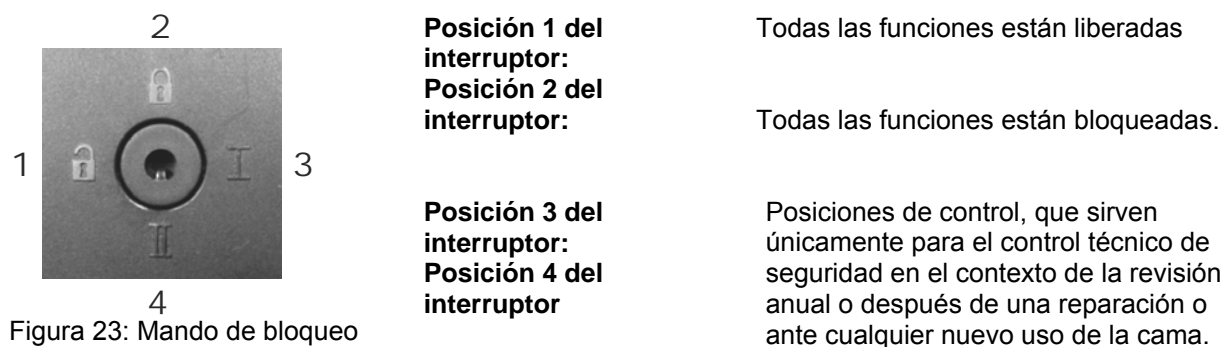 2
1
3
I
II
4
Figura 23: Mando de bloqueo
Posición 1 del
interruptor:
Todas las funciones están liberadas
Posición 2 del
interruptor:
Todas las funciones están bloqueadas.
Posición 3 del
interruptor:
Posición 4 del
interruptor
Posiciones de control, que sirven
únicamente para el control técnico de
seguridad en el contexto de la revisión
anual o después de una reparación o
ante cualquier nuevo uso de la cama.